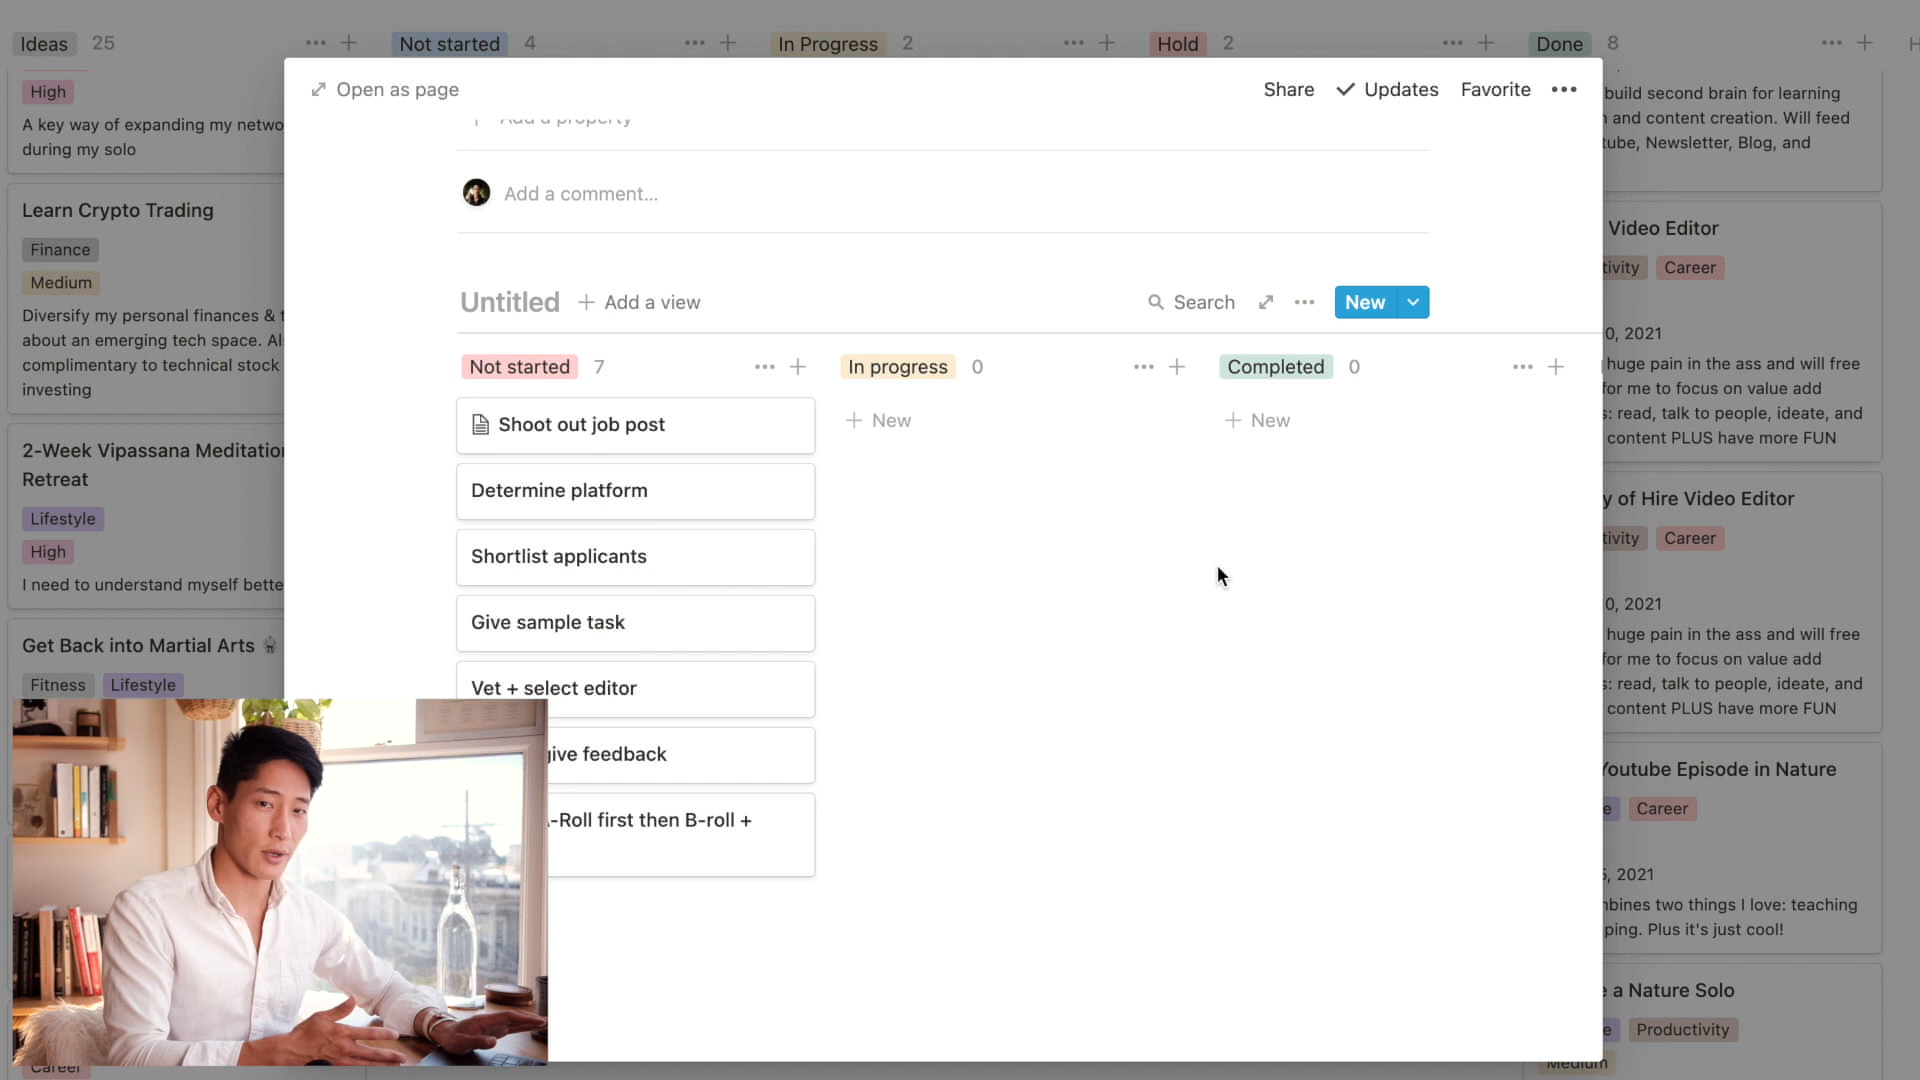 Ideas 25
Not started 4
In Progress 2
Hold 2
Done 8
High
A key way of expanding my netwo
during my solo
Learn Crypto Trading
Finance
Medium
Diversify my personal finances & t
about an emerging tech space. Al
complimentary to technical stock
investing
2-Week Vipassana Meditation
Retreat
Lifestyle
High
I need to understand myself bette
Get Back into Martial Arts
Fitness Lifestyle
Career
Open as page
Share Updates Favorite
Add a property
Add a comment...
Untitled + Add a view
Search
New
Not started 7
In progress 0
Completed 0
Shoot out job post
Determine platform
Shortlist applicants
Give sample task
Vet + select editor
give feedback
A-Roll first then B-roll +
+ New
+ New
build second brain for learning
and content creation. Will feed
tube, Newsletter, Blog, and
Video Editor
tivity Career
0, 2021
huge pain in the ass and will free
for me to focus on value add
s: read, talk to people, ideate, and
content PLUS have more FUN
y of Hire Video Editor
tivity Career
0, 2021
huge pain in the ass and will free
for me to focus on value add
s: read, talk to people, ideate, and
content PLUS have more FUN
Youtube Episode in Nature
e Career
5, 2021
nbines two things I love: teaching
ping. Plus it's just cool!
e a Nature Solo
e Productivity
Medium